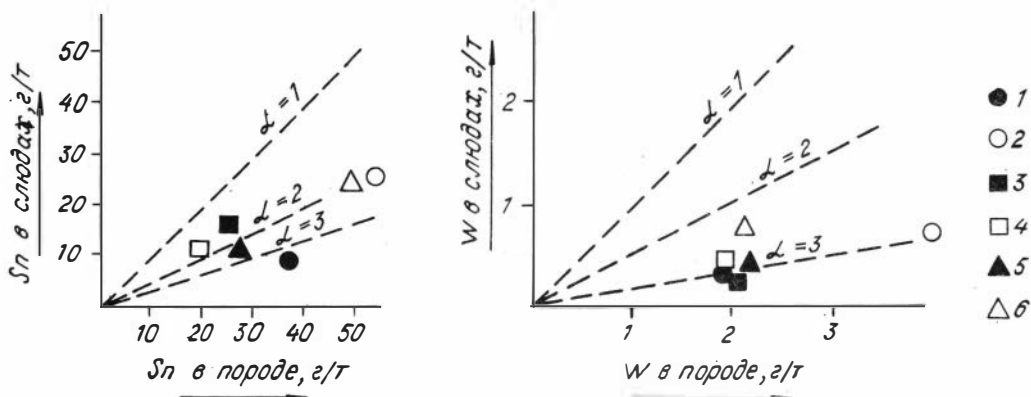 Sn в слюдах, г/т
50
40
30
20
10
10 20 30 40 50
Sn в породе, г/т
α=1
α=2
α=3
W в слюдах, г/т
2
1
1 2 3
W в породе, г/т
α=1
α=2
α=3
1
2
3
4
5
6